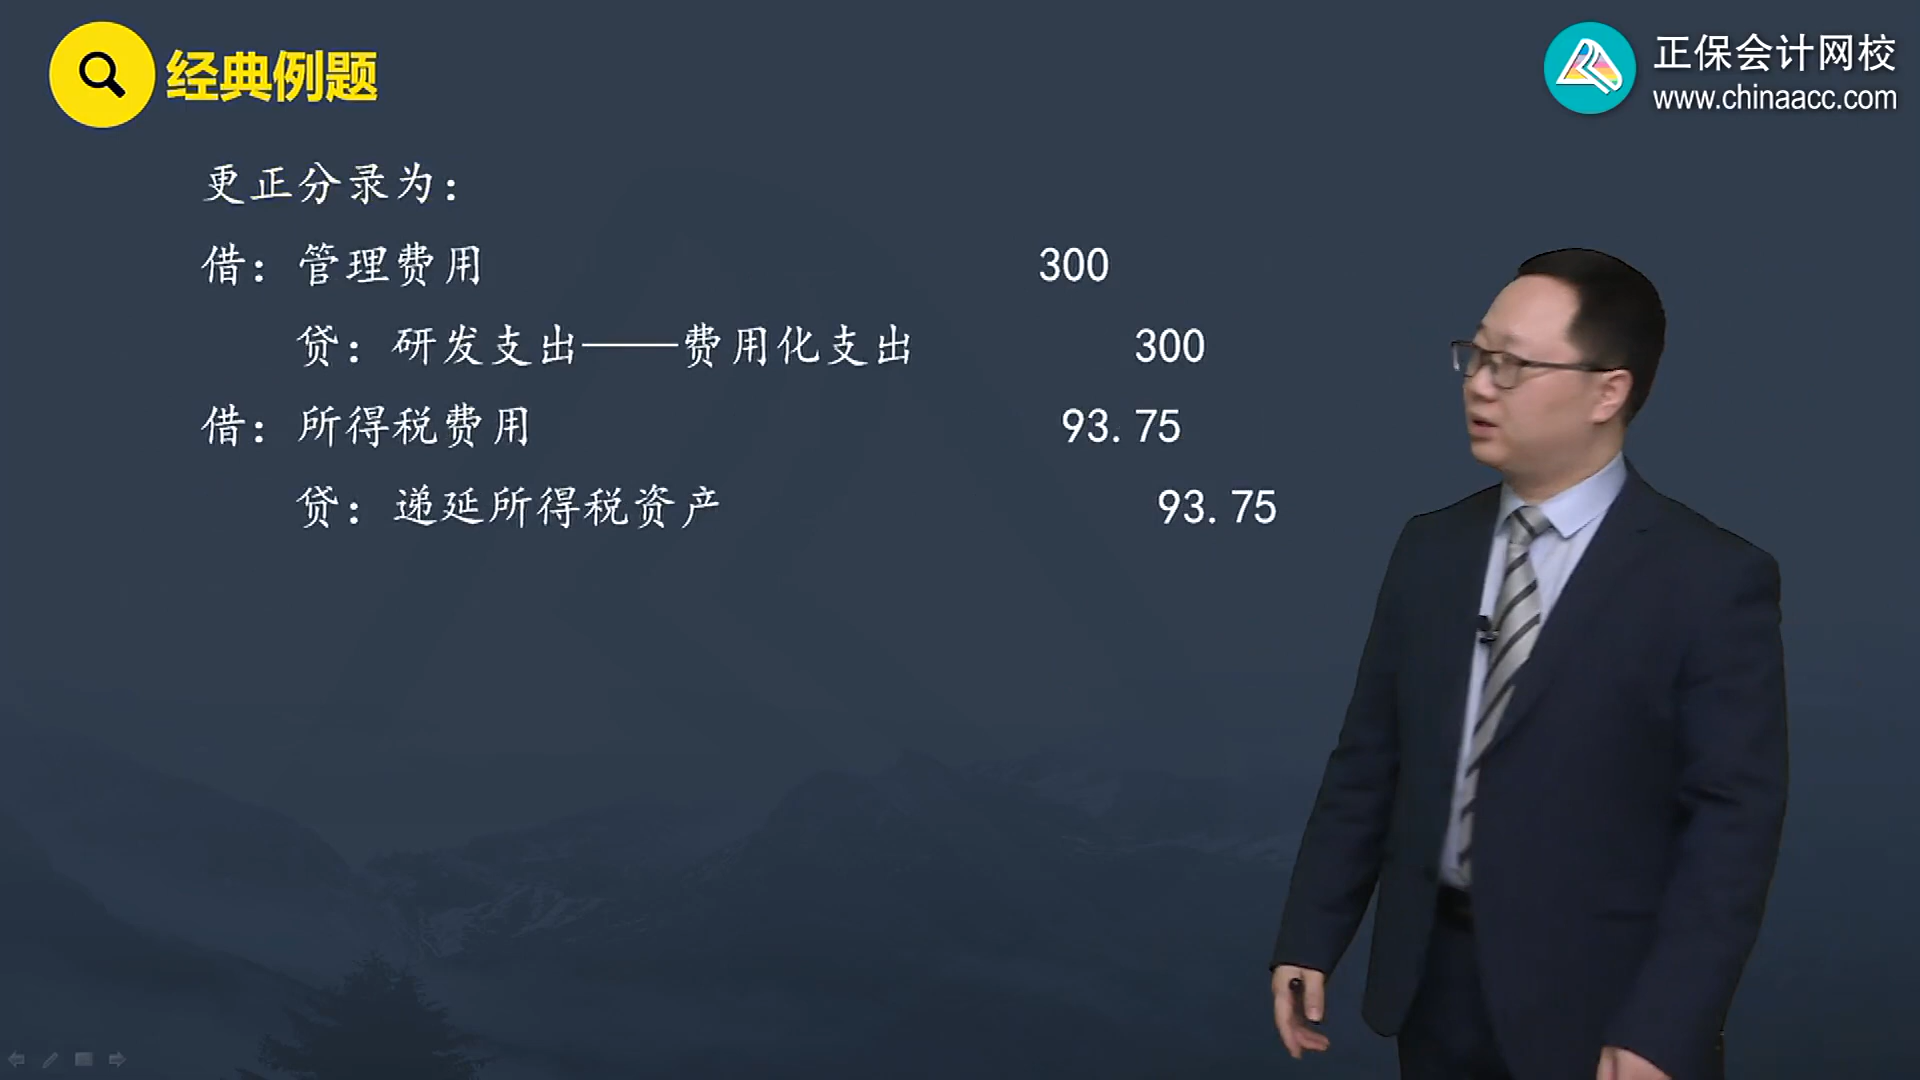 经典例题
正保会计网校
www.chinaacc.com
更正分录为：
借：管理费用 300
贷：研发支出——费用化支出 300
借：所得税费用 93.75
贷：递延所得税资产 93.75